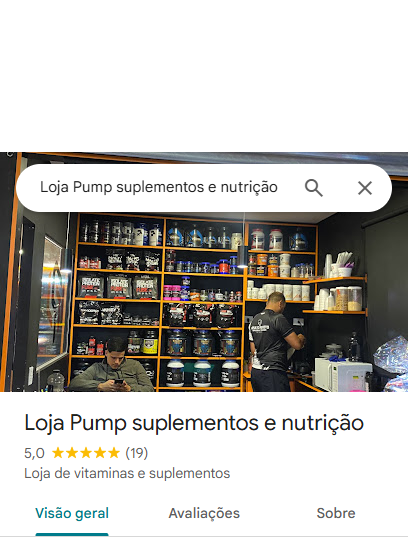 Loja Pump suplementos e nutrição
Loja Pump suplementos e nutrição
5,0 ★★★★★ (19)
Loja de vitaminas e suplementos
Visão geral
Avaliações
Sobre